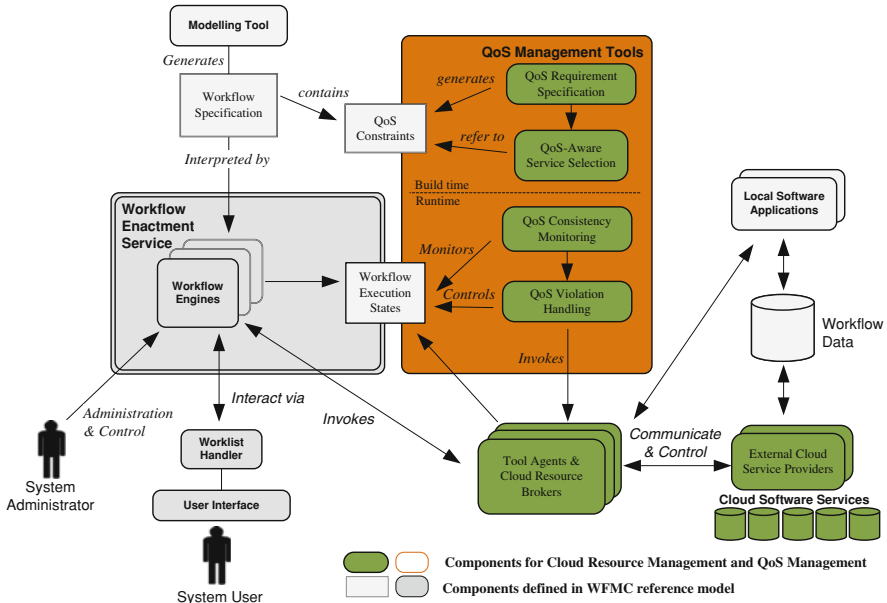 Modelling Tool
Generates
Workflow
Specification
contains
QoS
Constraints
Interpreted by
QoS Management Tools
generates
QoS Requirement
Specification
refer to
QoS-Aware
Service Selection
Build time
Runtime
Workflow
Enactment
Service
Workflow
Engines
Workflow
Execution
States
Monitors
QoS Consistency
Monitoring
Controls
QoS Violation
Handling
Invokes
Local Software
Applications
Workflow
Data
Administration
& Control
Interact via
Invokes
Worklist
Handler
User Interface
System
Administrator
System User
Tool Agents &
Cloud Resource
Brokers
Communicate
& Control
External Cloud
Service Providers
Cloud Software Services
Components for Cloud Resource Management and QoS Management
Components defined in WFMC reference model